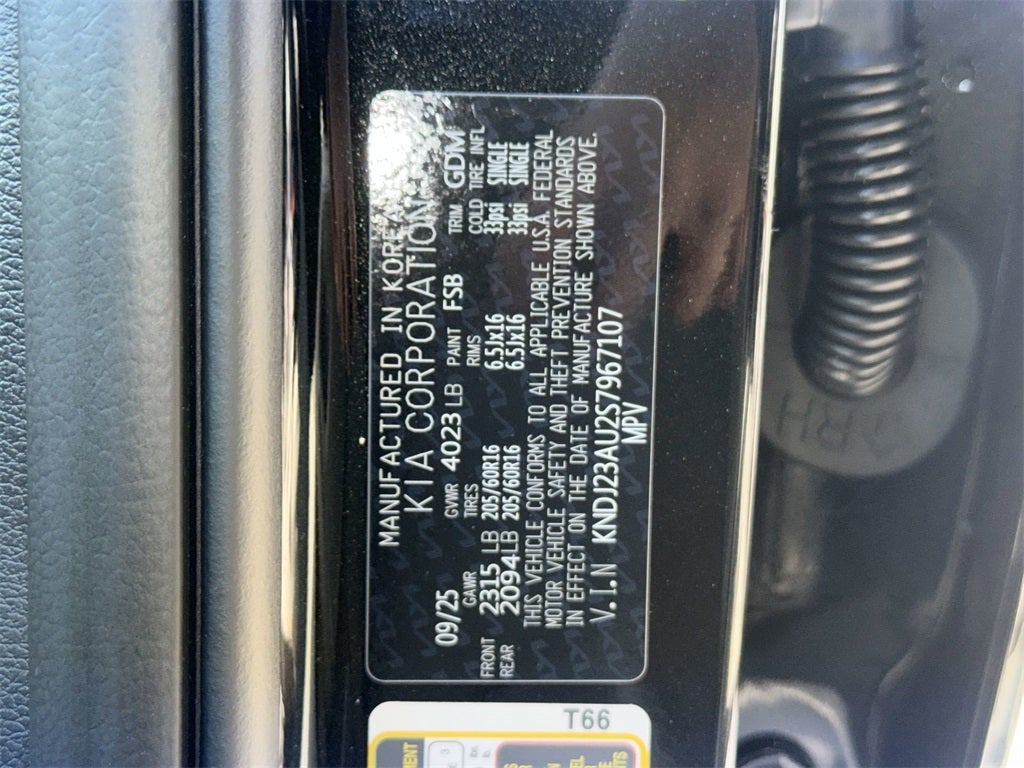 MANUFACTURED IN KOREA
KIA CORPORATION
09/25 GVWR 4023 LB PAINT FSB TRIM GDM
GAWR TIRES RIMS COLD TIRE INFL
FRONT 2315 LB 205/60R16 6.5Jx16 33psi SINGLE
REAR 2094LB 205/60R16 6.5Jx16 33psi SINGLE
THIS VEHICLE CONFORMS TO ALL APPLICABLE U.S.A. FEDERAL
MOTOR VEHICLE SAFETY AND THEFT PREVENTION STANDARDS
IN EFFECT ON THE DATE OF MANUFACTURE SHOWN ABOVE.
V.I.N KNDJ23AU2S7967107
MPV
T66
RH